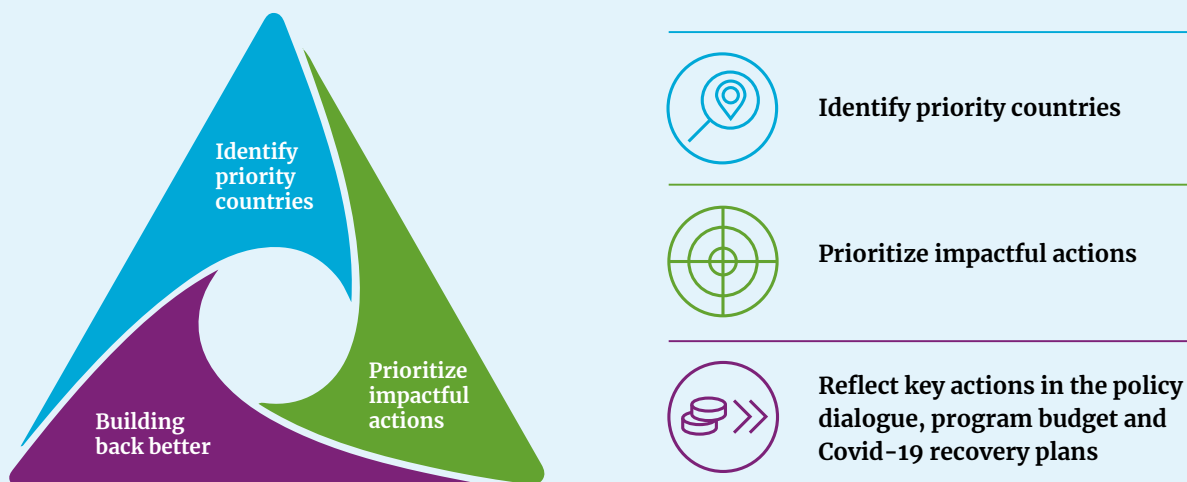 Identify
priority
countries
Prioritize
impactful
actions
Building
back better
Identify priority countries
Prioritize impactful actions
Reflect key actions in the policy
dialogue, program budget and
Covid-19 recovery plans